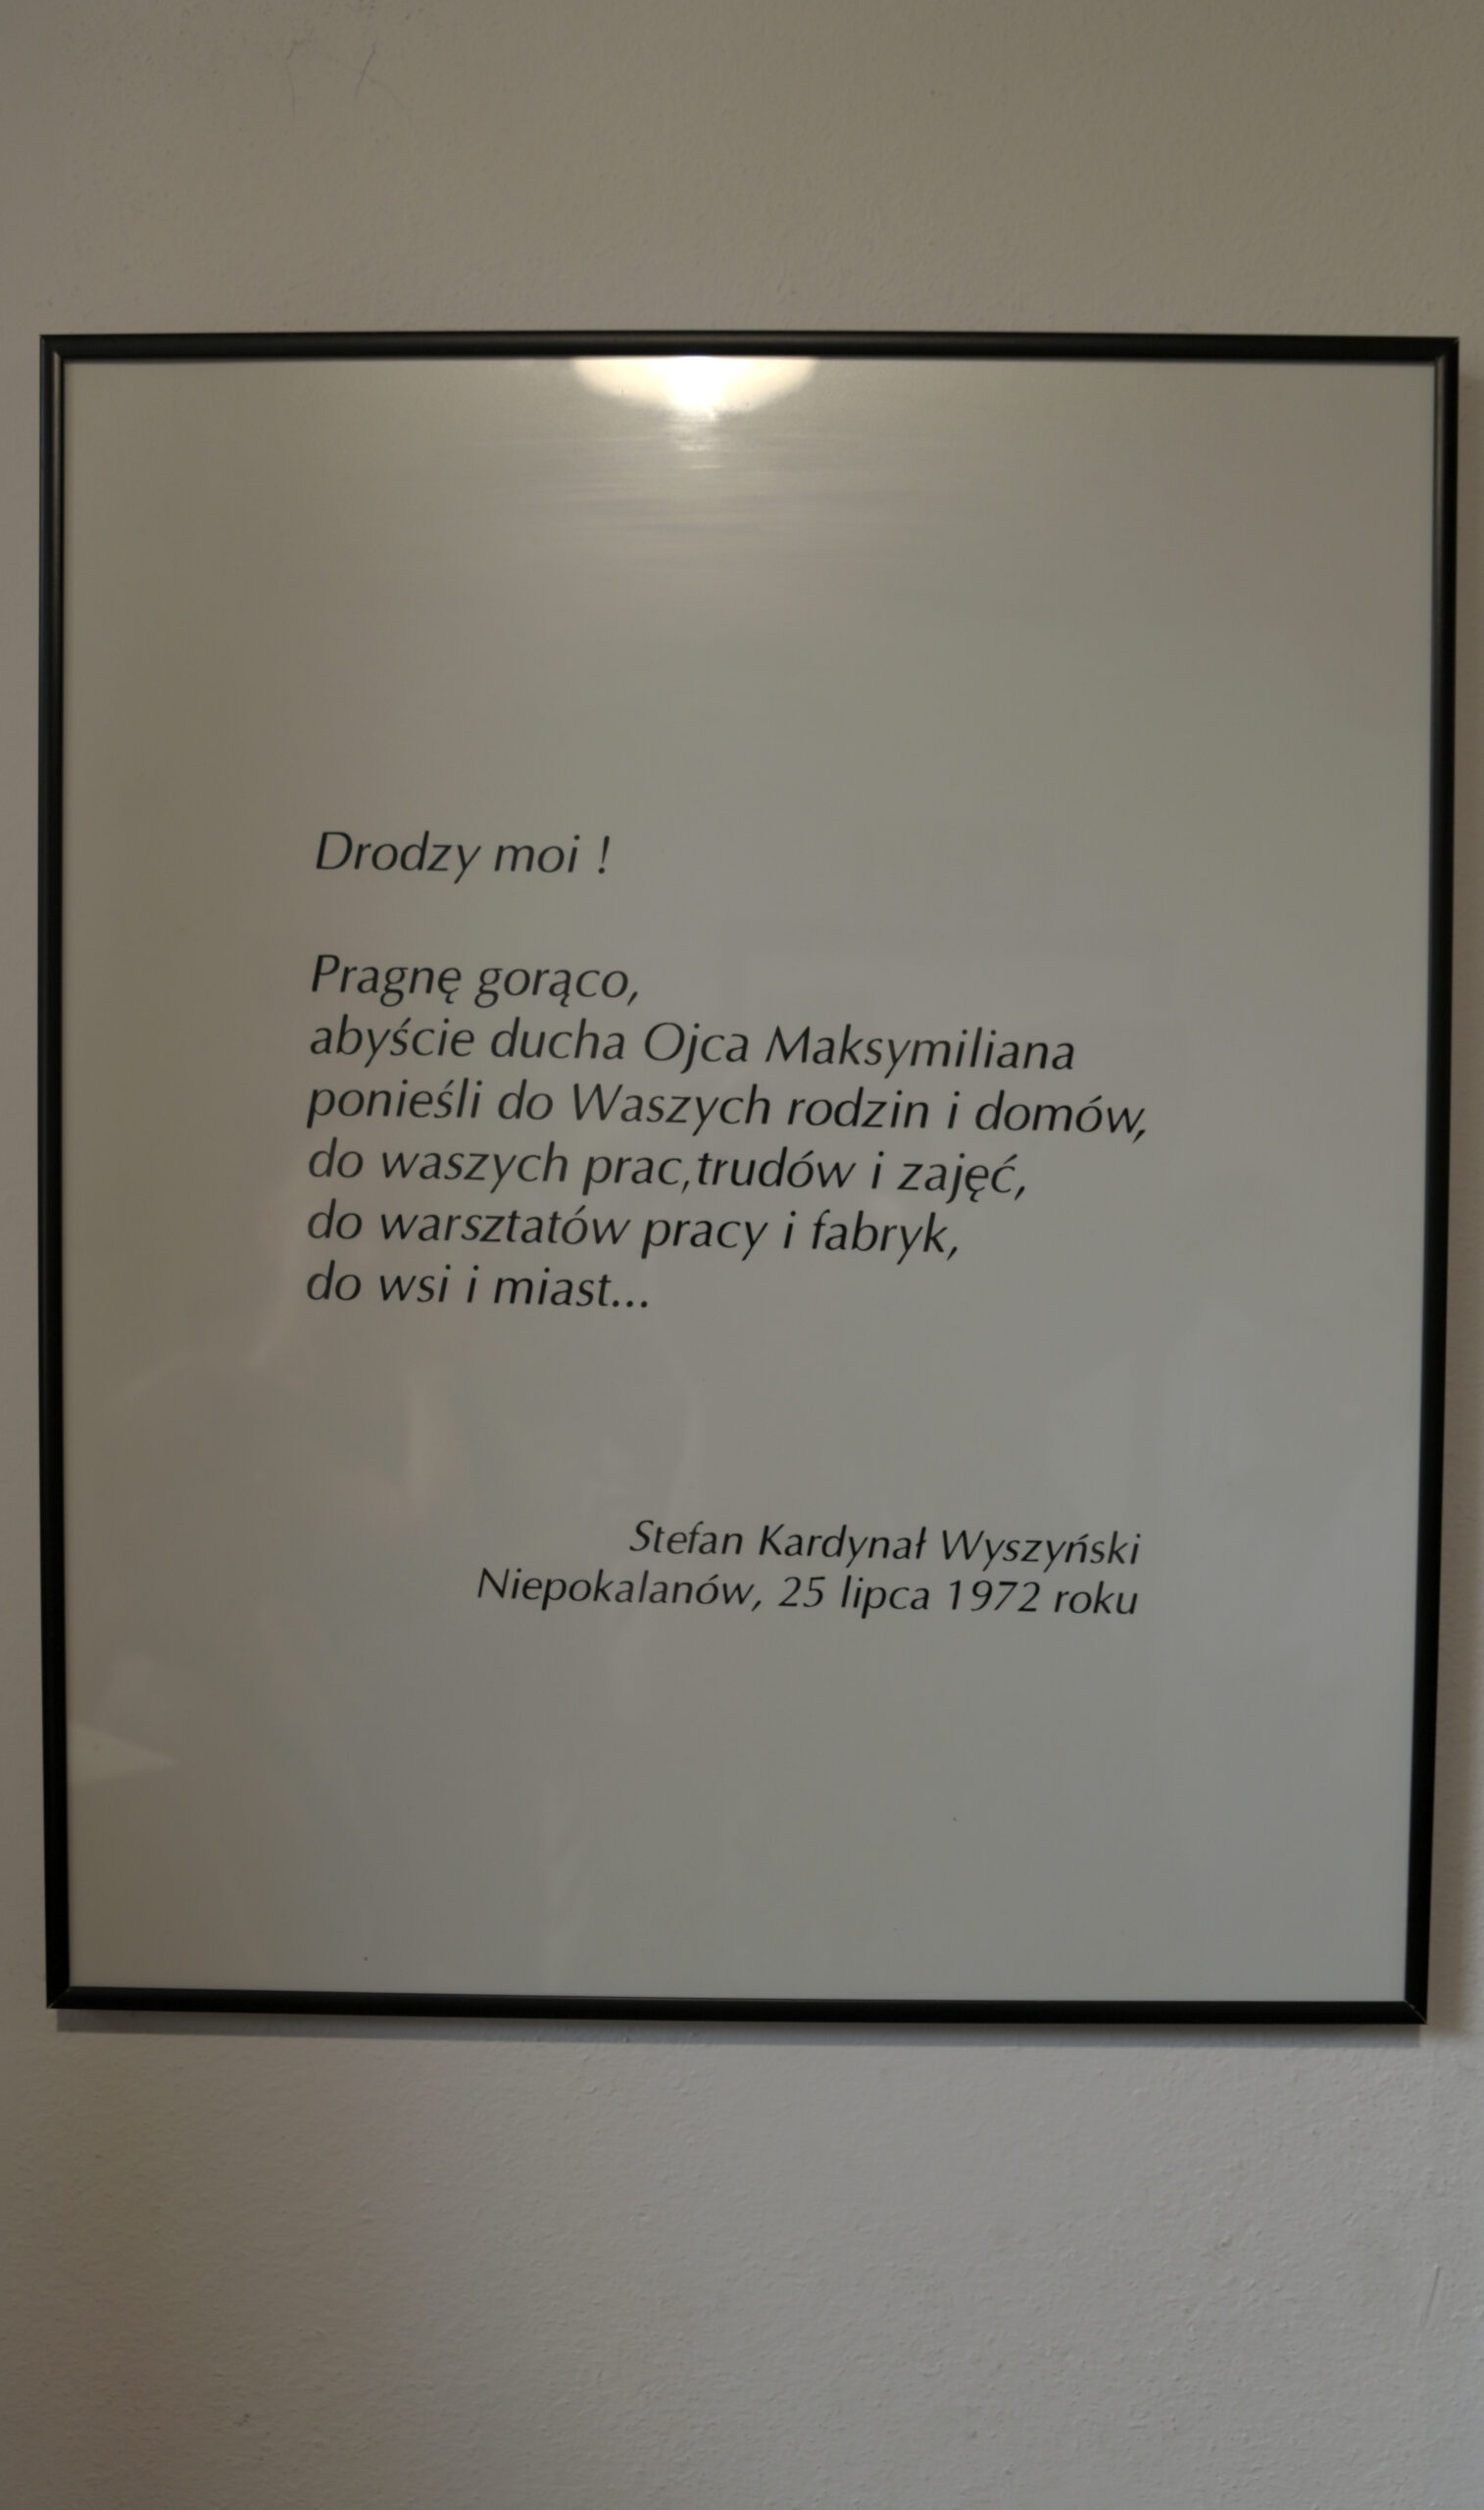 Drodzy moi !
Pragnę gorąco,
abyście ducha Ojca Maksymiliana
ponieśli do Waszych rodzin i domów,
do waszych prac,trudów i zajęć,
do warsztatów pracy i fabryk,
do wsi i miast...
Stefan Kardynał Wyszyński
Niepokalanów, 25 lipca 1972 roku